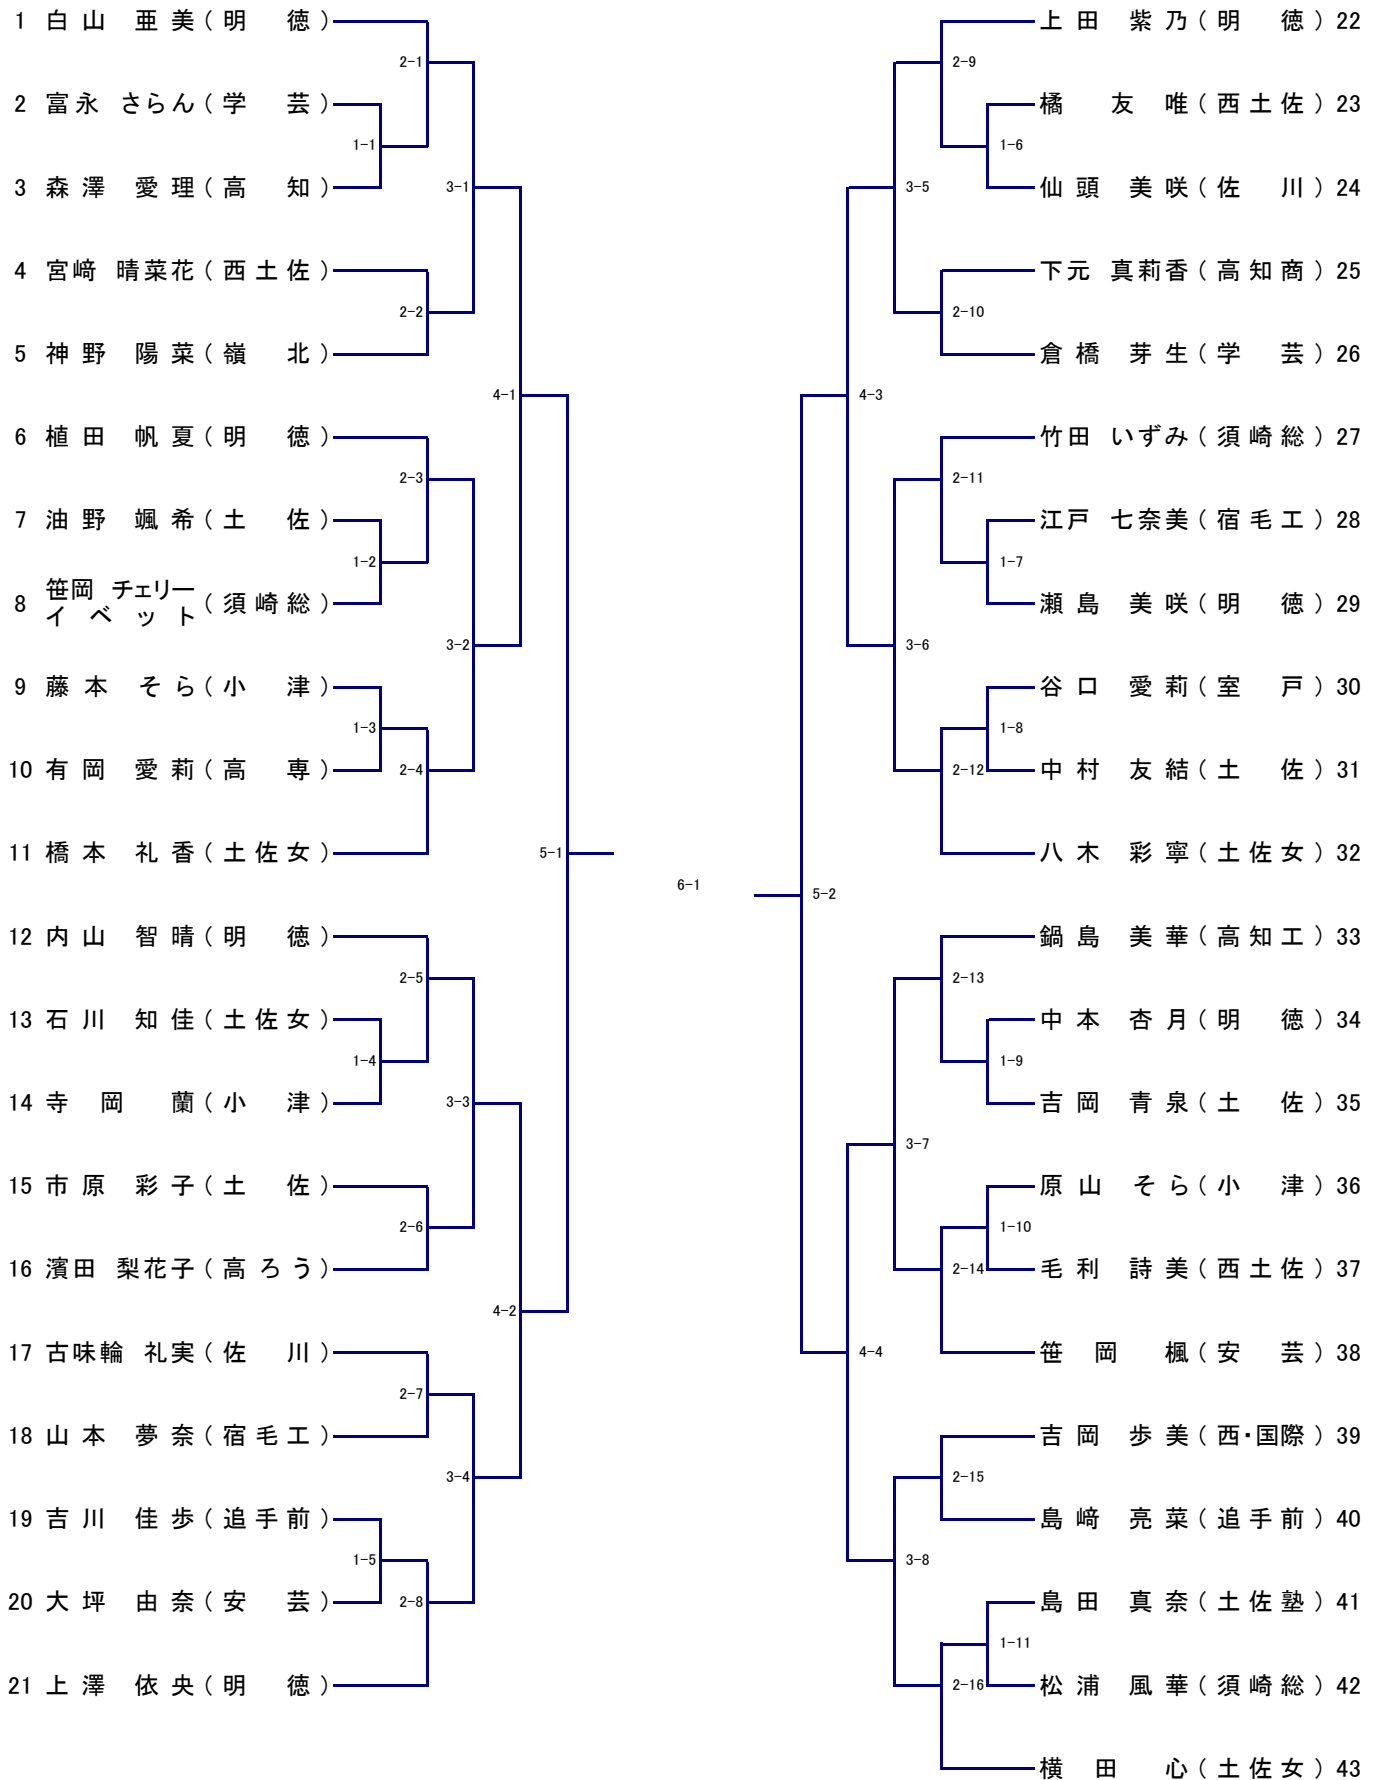 1 白山 亜美 (明 徳)
2-1
2 富永 さらん (学 芸)
1-1
3 森澤 愛理 (高 知)
3-1
4 宮﨑 晴菜花 (西土佐)
2-2
5 神野 陽菜 (嶺 北)
4-1
6 植田 帆夏 (明 徳)
2-3
7 油野 颯希 (土 佐)
1-2
8 笹岡 チェリー
イベット (須崎総)
3-2
9 藤本 そら (小 津)
1-3
10 有岡 愛莉 (高 専)
2-4
11 橋本 礼香 (土佐女)
5-1
12 内山 智晴 (明 徳)
2-5
13 石川 知佳 (土佐女)
1-4
14 寺岡 蘭 (小 津)
3-3
15 市原 彩子 (土 佐)
2-6
16 濱田 梨花子 (高ろう)
4-2
17 古味輪 礼実 (佐 川)
2-7
18 山本 夢奈 (宿毛工)
3-4
19 吉川 佳歩 (追手前)
1-5
20 大坪 由奈 (安 芸)
2-8
21 上澤 依央 (明 徳)
6-1
上田 紫乃 (明 徳) 22
2-9
橘 友唯 (西土佐) 23
1-6
仙頭 美咲 (佐 川) 24
3-5
下元 真莉香 (高知商) 25
2-10
倉橋 芽生 (学 芸) 26
4-3
竹田 いずみ (須崎総) 27
2-11
江戸 七奈美 (宿毛工) 28
1-7
瀬島 美咲 (明 徳) 29
3-6
谷口 愛莉 (室 戸) 30
1-8
中村 友結 (土 佐) 31
2-12
八木 彩寧 (土佐女) 32
5-2
鍋島 美華 (高知工) 33
2-13
中本 杏月 (明 徳) 34
1-9
吉岡 青泉 (土 佐) 35
3-7
原山 そら (小 津) 36
1-10
毛利 詩美 (西土佐) 37
2-14
笹岡 楓 (安 芸) 38
4-4
吉岡 歩美 (西・国際) 39
2-15
島﨑 亮菜 (追手前) 40
3-8
島田 真奈 (土佐塾) 41
1-11
松浦 風華 (須崎総) 42
2-16
横田 心 (土佐女) 43